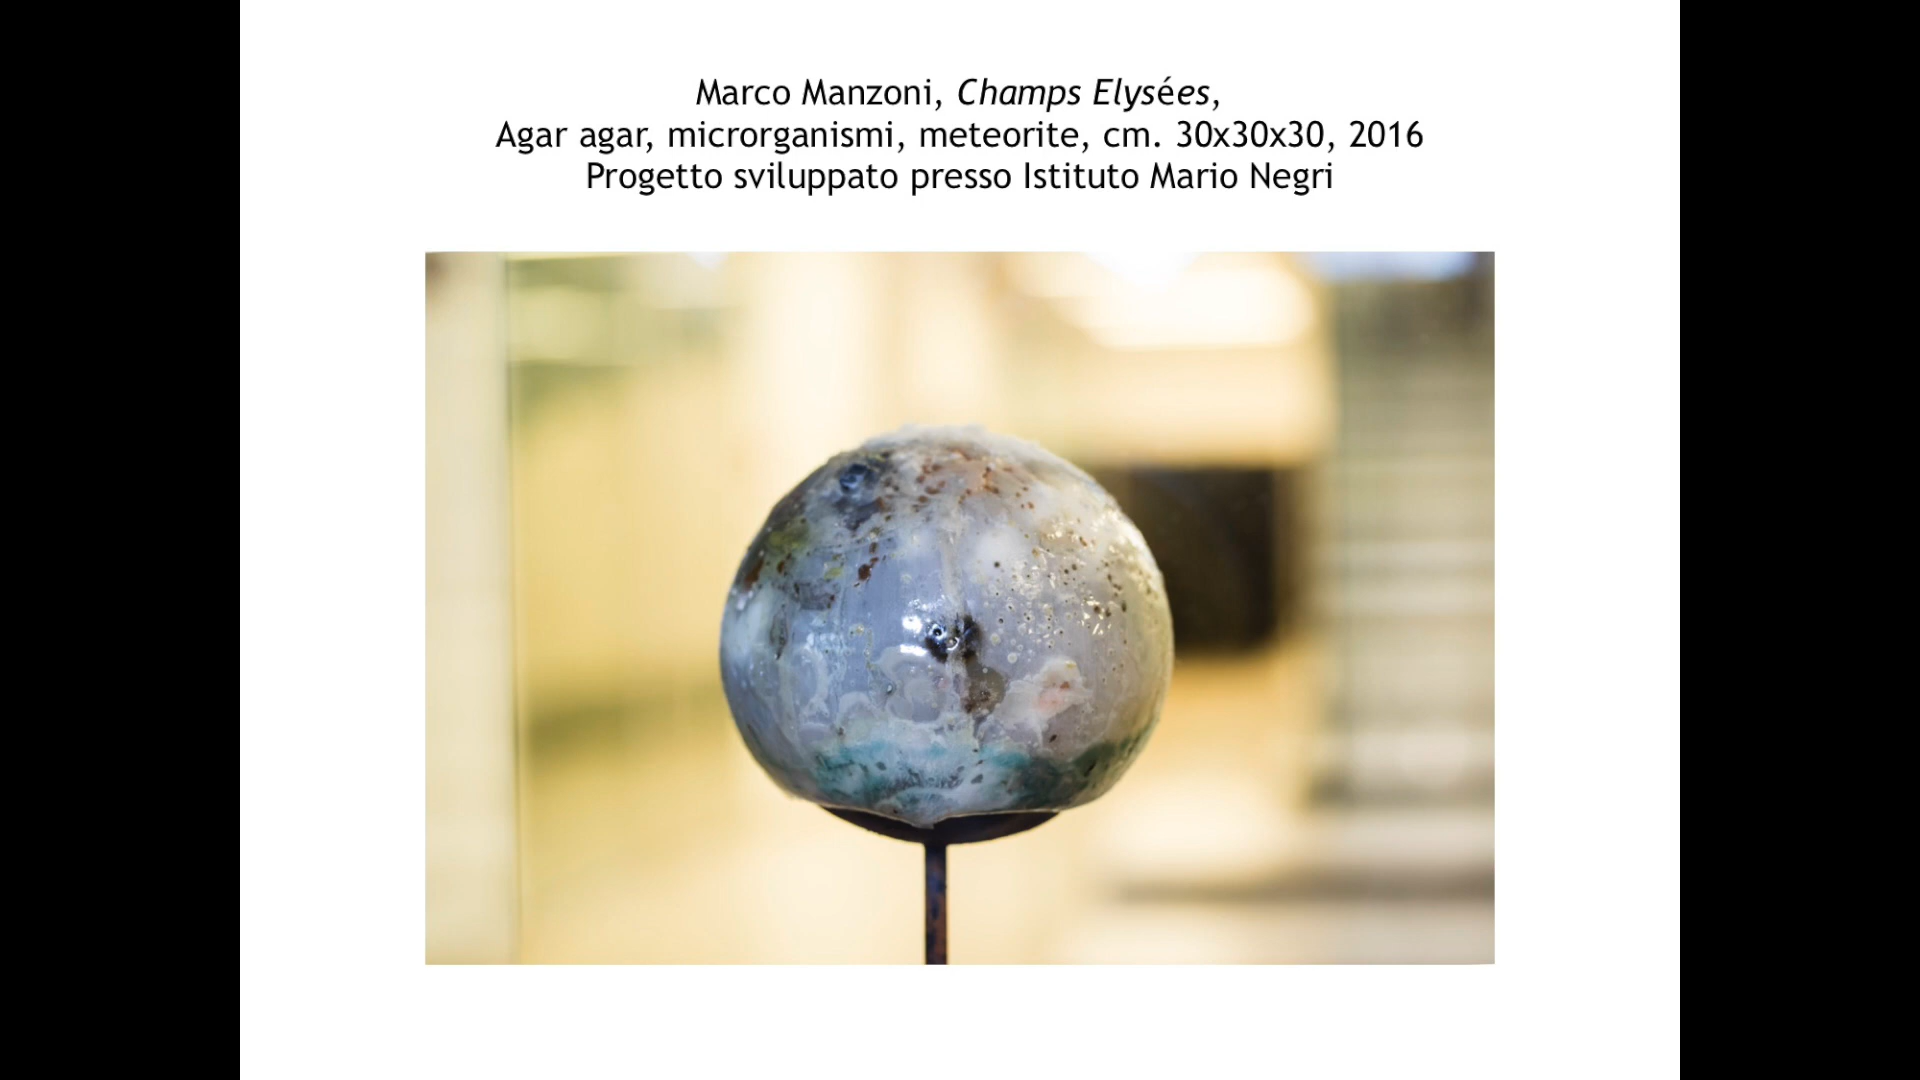 Marco Manzoni, Champs Elysées,
Agar agar, microrganismi, meteorite, cm. 30x30x30, 2016
Progetto sviluppato presso Istituto Mario Negri